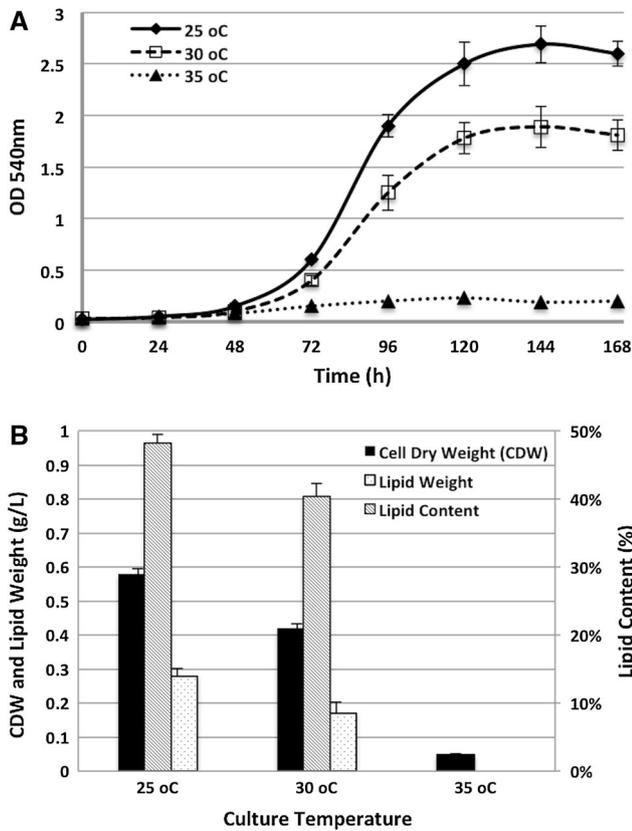 A
3
2.5
2
1.5
1
0.5
0
OD 540nm
25 oC
30 oC
35 oC
0 24 48 72 96 120 144 168
Time (h)
B
1
0.9
0.8
0.7
0.6
0.5
0.4
0.3
0.2
0.1
0
CDW and Lipid Weight (g/L)
Cell Dry Weight (CDW)
Lipid Weight
Lipid Content
50%
40%
30%
20%
10%
0%
Lipid Content (%)
25 oC 30 oC 35 oC
Culture Temperature